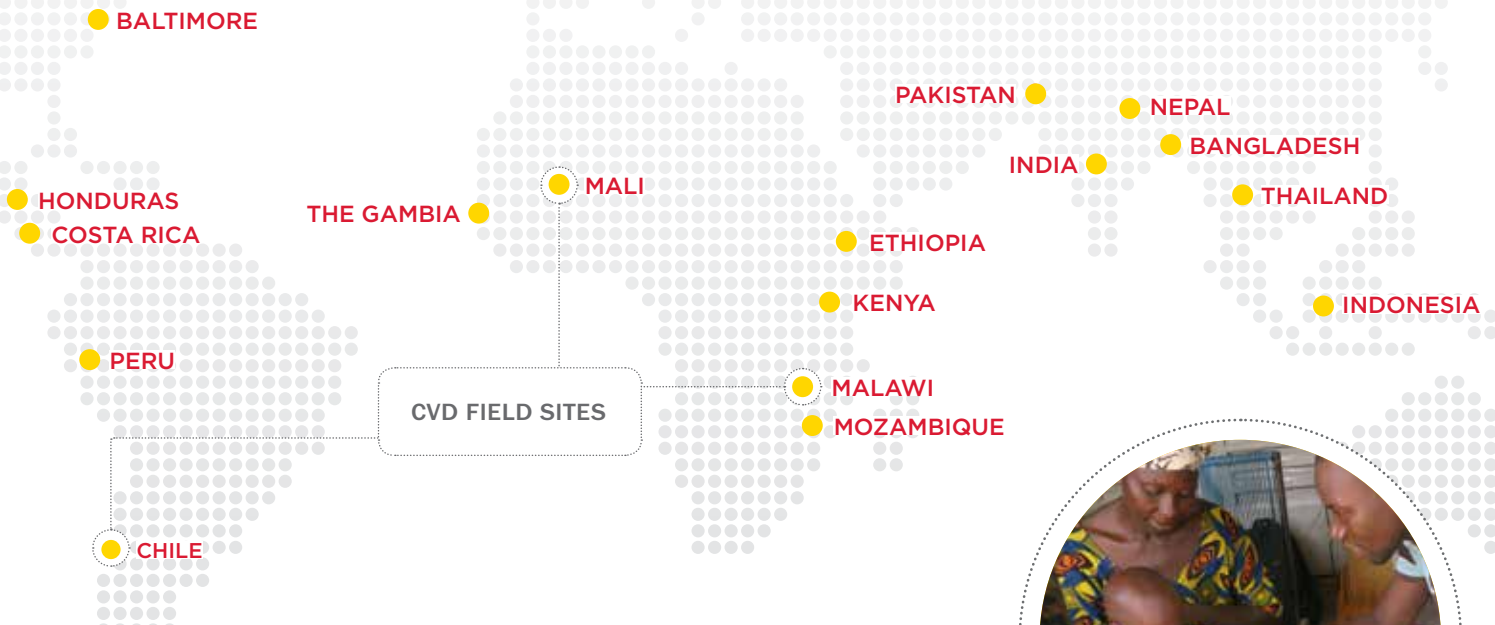 BALTIMORE
PAKISTAN
NEPAL
BANGLADESH
INDIA
MALI
THAILAND
HONDURAS
THE GAMBIA
COSTA RICA
ETHIOPIA
KENYA
INDONESIA
PERU
MALAWI
CVD FIELD SITES
MOZAMBIQUE
CHILE